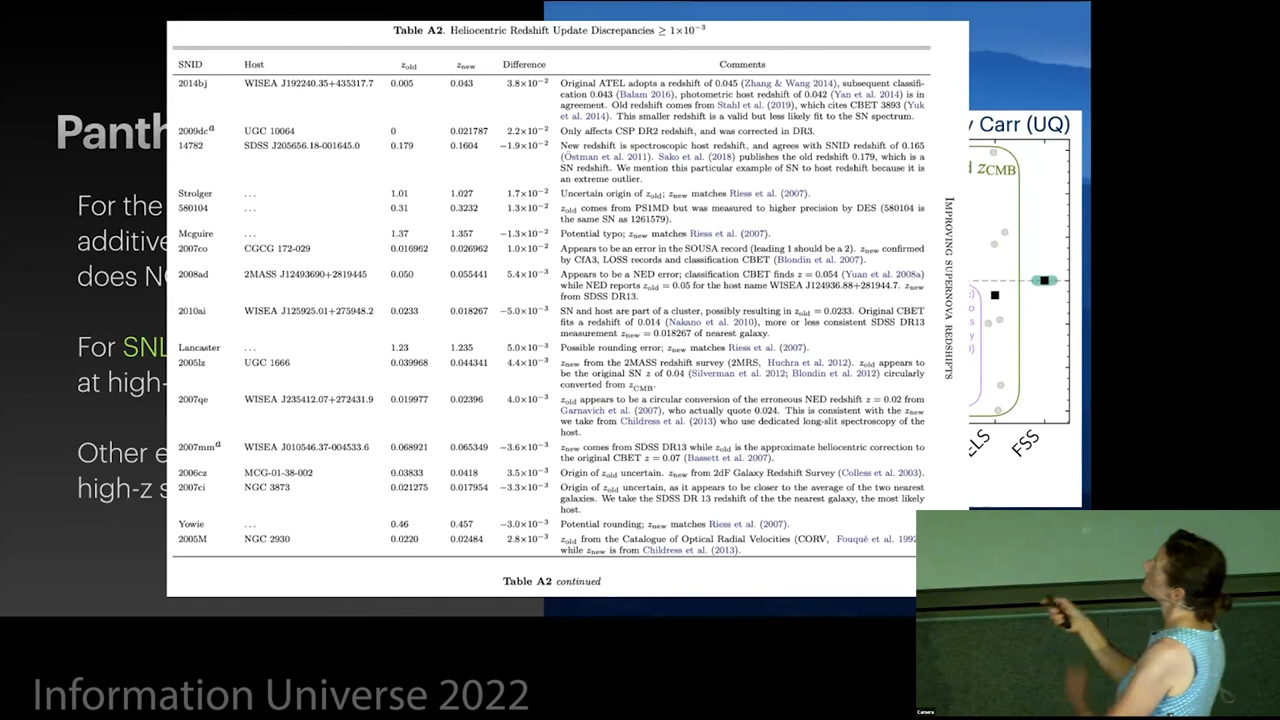 Table A2. Heliocentric Redshift Update Discrepancies ≥ 1×10⁻³
SNID Host z_old z_new Difference Comments
2014bj WISEA J192240.35+435317.7 0.005 0.043 3.8×10⁻² Original ATEL adopts a redshift of 0.045 (Zhang & Wang 2014), subsequent classifi-
cation 0.043 (Balam 2016), photometric host redshift of 0.042 (Yan et al. 2014) is in
agreement. Old redshift comes from Stahl et al. (2019), which cites CBET 3893 (Yuk
et al. 2014). This smaller redshift is a valid but less likely fit to the SN spectrum.
2009dcᵃ UGC 10064 0 0.021787 2.2×10⁻² Only affects CSP DR2 redshift, and was corrected in DR3.
14782 SDSS J205656.18-001645.0 0.179 0.1604 −1.9×10⁻² New redshift is spectroscopic host redshift, and agrees with SNID redshift of 0.165
(Östman et al. 2011). Sako et al. (2018) publishes the old redshift 0.179, which is a
SN redshift. We mention this particular example of SN to host redshift because it is
an extreme outlier.
Strolger ... 1.01 1.027 1.7×10⁻² Uncertain origin of z_old; z_new matches Riess et al. (2007).
580104 ... 0.31 0.3232 1.3×10⁻² z_old comes from PS1MD but was measured to higher precision by DES (580104 is
the same SN as 1261579).
Mcguire ... 1.37 1.357 −1.3×10⁻² Potential typo; z_new matches Riess et al. (2007).
2007co CGCG 172-029 0.016962 0.026962 1.0×10⁻² Appears to be an error in the SOUSA record (leading 1 should be a 2). z_new confirmed
by CfA3, LOSS records and classification CBET (Blondin et al. 2007).
2008ad 2MASS J12493690+2819445 0.050 0.055441 5.4×10⁻³ Appears to be a NED error; classification CBET finds z = 0.054 (Yuan et al. 2008a)
while NED reports z_old = 0.05 for the host name WISEA J124936.88+281944.7. z_new
from SDSS DR13.
2010ai WISEA J125925.01+275948.2 0.0233 0.018267 −5.0×10⁻³ SN and host are part of a cluster, possibly resulting in z_old = 0.0233. Original CBET
fits a redshift of 0.014 (Nakano et al. 2010), more or less consistent SDSS DR13
measurement z_new = 0.018267 of nearest galaxy.
Lancaster ... 1.23 1.235 5.0×10⁻³ Possible rounding error; z_new matches Riess et al. (2007).
2005lz UGC 1666 0.039968 0.044341 4.4×10⁻³ z_new from the 2MASS redshift survey (2MRS, Huchra et al. 2012). z_old appears to
be the original SN z of 0.04 (Silverman et al. 2012; Blondin et al. 2012) circularly
converted from z_CMB.
2007qe WISEA J235412.07+272431.9 0.019977 0.02396 4.0×10⁻³ z_old appears to be a circular conversion of the erroneous NED redshift z = 0.02 from
Garnavich et al. (2007), who actually quote 0.024. This is consistent with the z_new
we take from Childress et al. (2013) who use dedicated long-slit spectroscopy of the
host.
2007mmᵃ WISEA J010546.37-004533.6 0.068921 0.065349 −3.6×10⁻³ z_new comes from SDSS DR13 while z_old is the approximate heliocentric correction to
the original CBET z = 0.07 (Bassett et al. 2007).
2006cz MCG-01-38-002 0.03833 0.0418 3.5×10⁻³ Origin of z_old uncertain. z_new from 2dF Galaxy Redshift Survey (Colless et al. 2003).
2007ci NGC 3873 0.021275 0.017954 −3.3×10⁻³ Origin of z_old uncertain, as it appears to be closer to the average of the two nearest
galaxies. We take the SDSS DR 13 redshift of the the nearest galaxy, the most likely
host.
Yowie ... 0.46 0.457 −3.0×10⁻³ Potential rounding; z_new matches Riess et al. (2007).
2005M NGC 2930 0.0220 0.02484 2.8×10⁻³ z_old from the Catalogue of Optical Radial Velocities (CORV, Fouqué et al. 1992
while z_new is from Childress et al. (2013).
Table A2 continued
IMPROVING SUPERNOVA REDSHIFTS
Panth
For the
additive
does NO
For SNL
at high-
Other e
high-z s
y Carr (UQ)
d z_CMB
ELS
FSS
Information Universe 2022
Camera